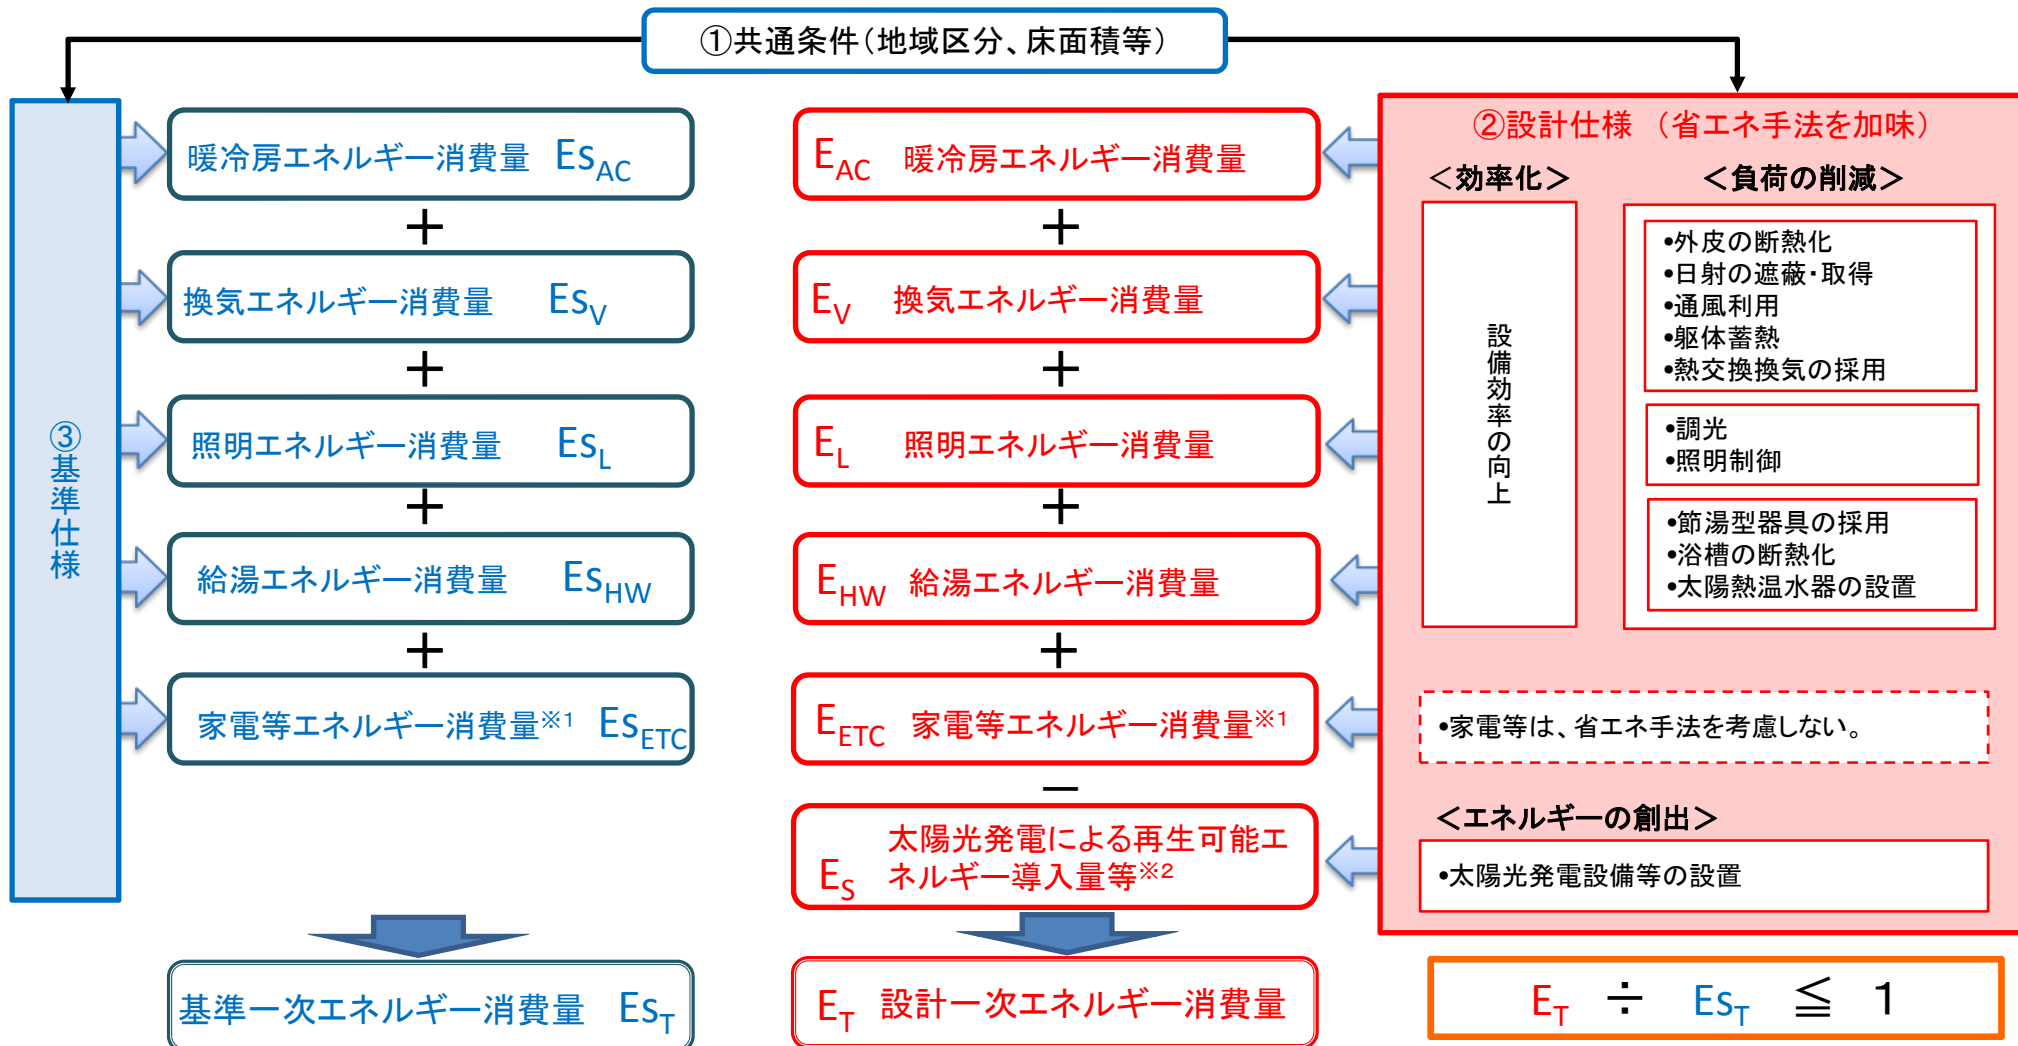 ①共通条件（地域区分、床面積等）
③基準仕様
暖冷房エネルギー消費量 EsAC
＋
換気エネルギー消費量 EsV
＋
照明エネルギー消費量 EsL
＋
給湯エネルギー消費量 EsHW
＋
家電等エネルギー消費量※1 EsETC
基準一次エネルギー消費量 EsT
EAC 暖冷房エネルギー消費量
＋
EV 換気エネルギー消費量
＋
EL 照明エネルギー消費量
＋
EHW 給湯エネルギー消費量
＋
EETC 家電等エネルギー消費量※1
－
太陽光発電による再生可能エ
ES ネルギー導入量等※2
ET 設計一次エネルギー消費量
②設計仕様 （省エネ手法を加味）
＜効率化＞
設備効率の向上
＜負荷の削減＞
•外皮の断熱化
•日射の遮蔽・取得
•通風利用
•躯体蓄熱
•熱交換換気の採用
•調光
•照明制御
•節湯型器具の採用
•浴槽の断熱化
•太陽熱温水器の設置
•家電等は、省エネ手法を考慮しない。
＜エネルギーの創出＞
•太陽光発電設備等の設置
ET ÷ EsT ≦ 1